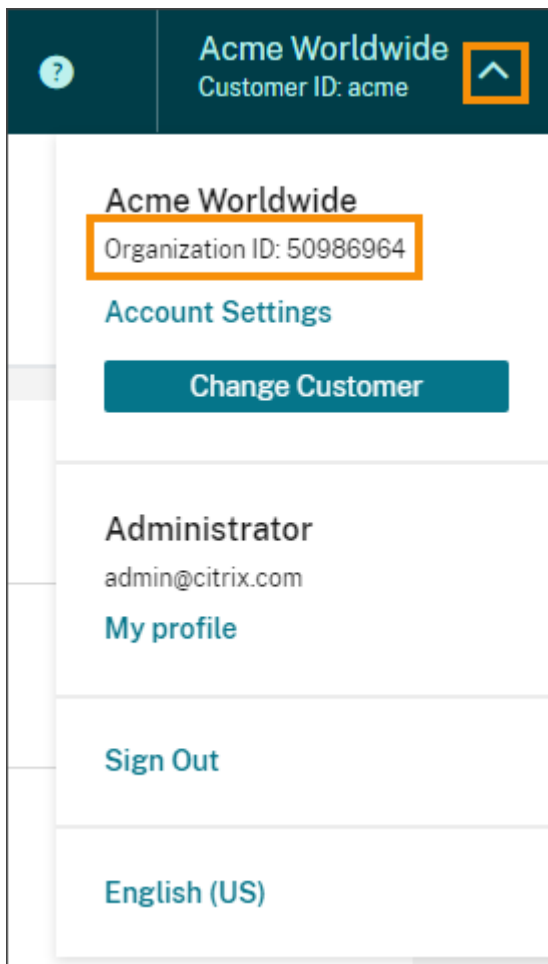 ?
Acme Worldwide
Customer ID: acme
Acme Worldwide
Organization ID: 50986964
Account Settings
Change Customer
Administrator
admin@citrix.com
My profile
Sign Out
English (US)